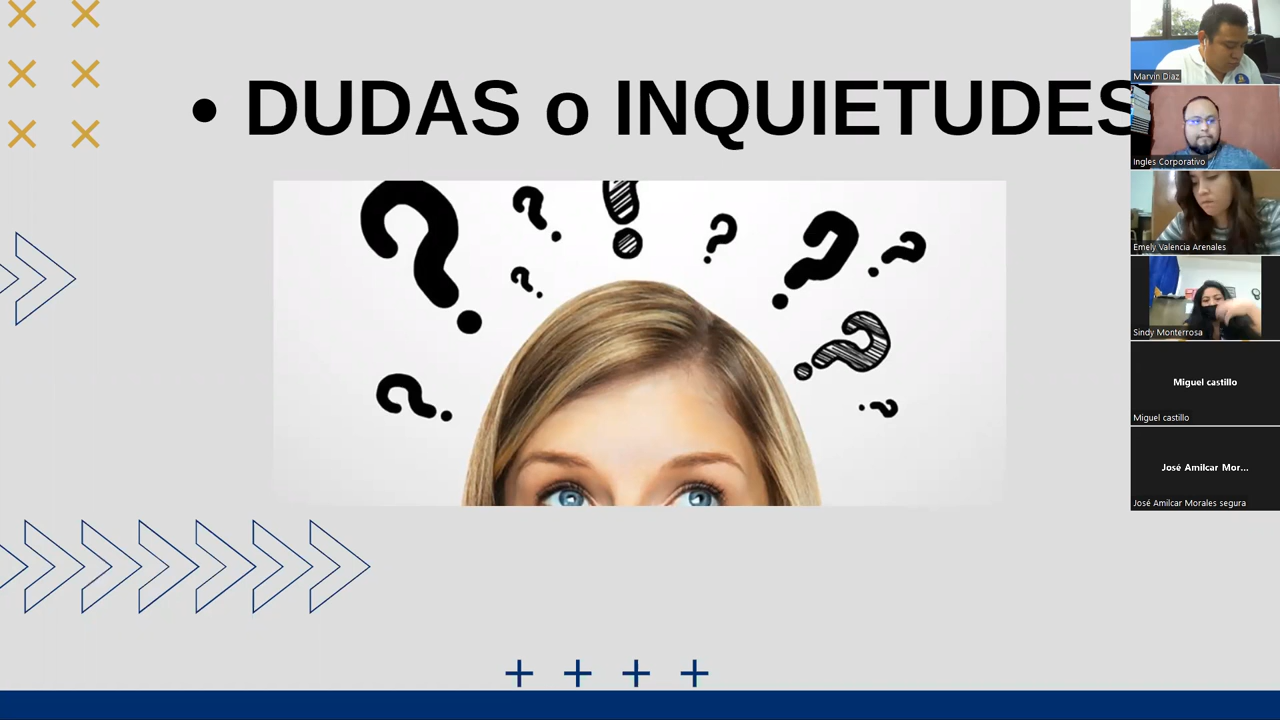 • DUDAS o INQUIETUDES
Marvin Diaz
Ingles Corporativo
Emely Valencia Arenales
Sindy Monterrosa
Miguel castillo
Miguel castillo
José Amilcar Mor...
José Amilcar Morales segura